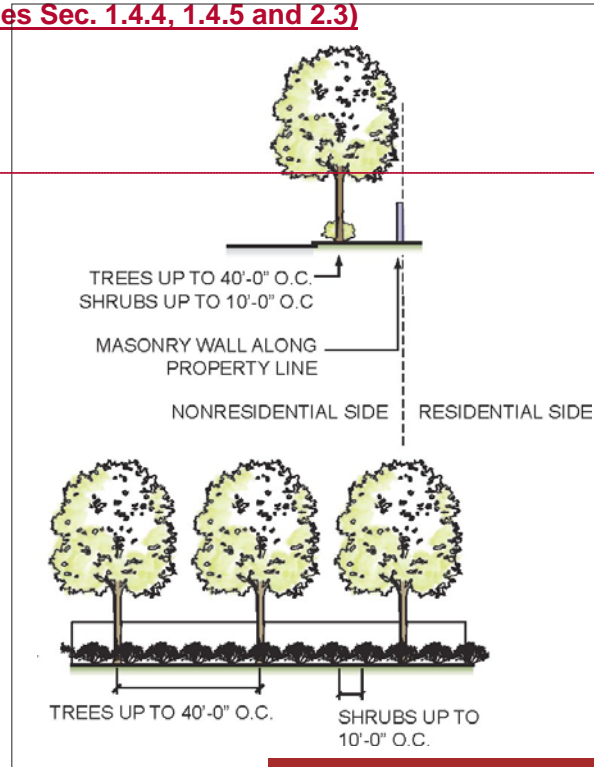 es Sec. 1.4.4, 1.4.5 and 2.3)
TREES UP TO 40'-0" O.C.
SHRUBS UP TO 10'-0" O.C
MASONRY WALL ALONG
PROPERTY LINE
NONRESIDENTIAL SIDE
RESIDENTIAL SIDE
TREES UP TO 40'-0" O.C.
SHRUBS UP TO
10'-0" O.C.